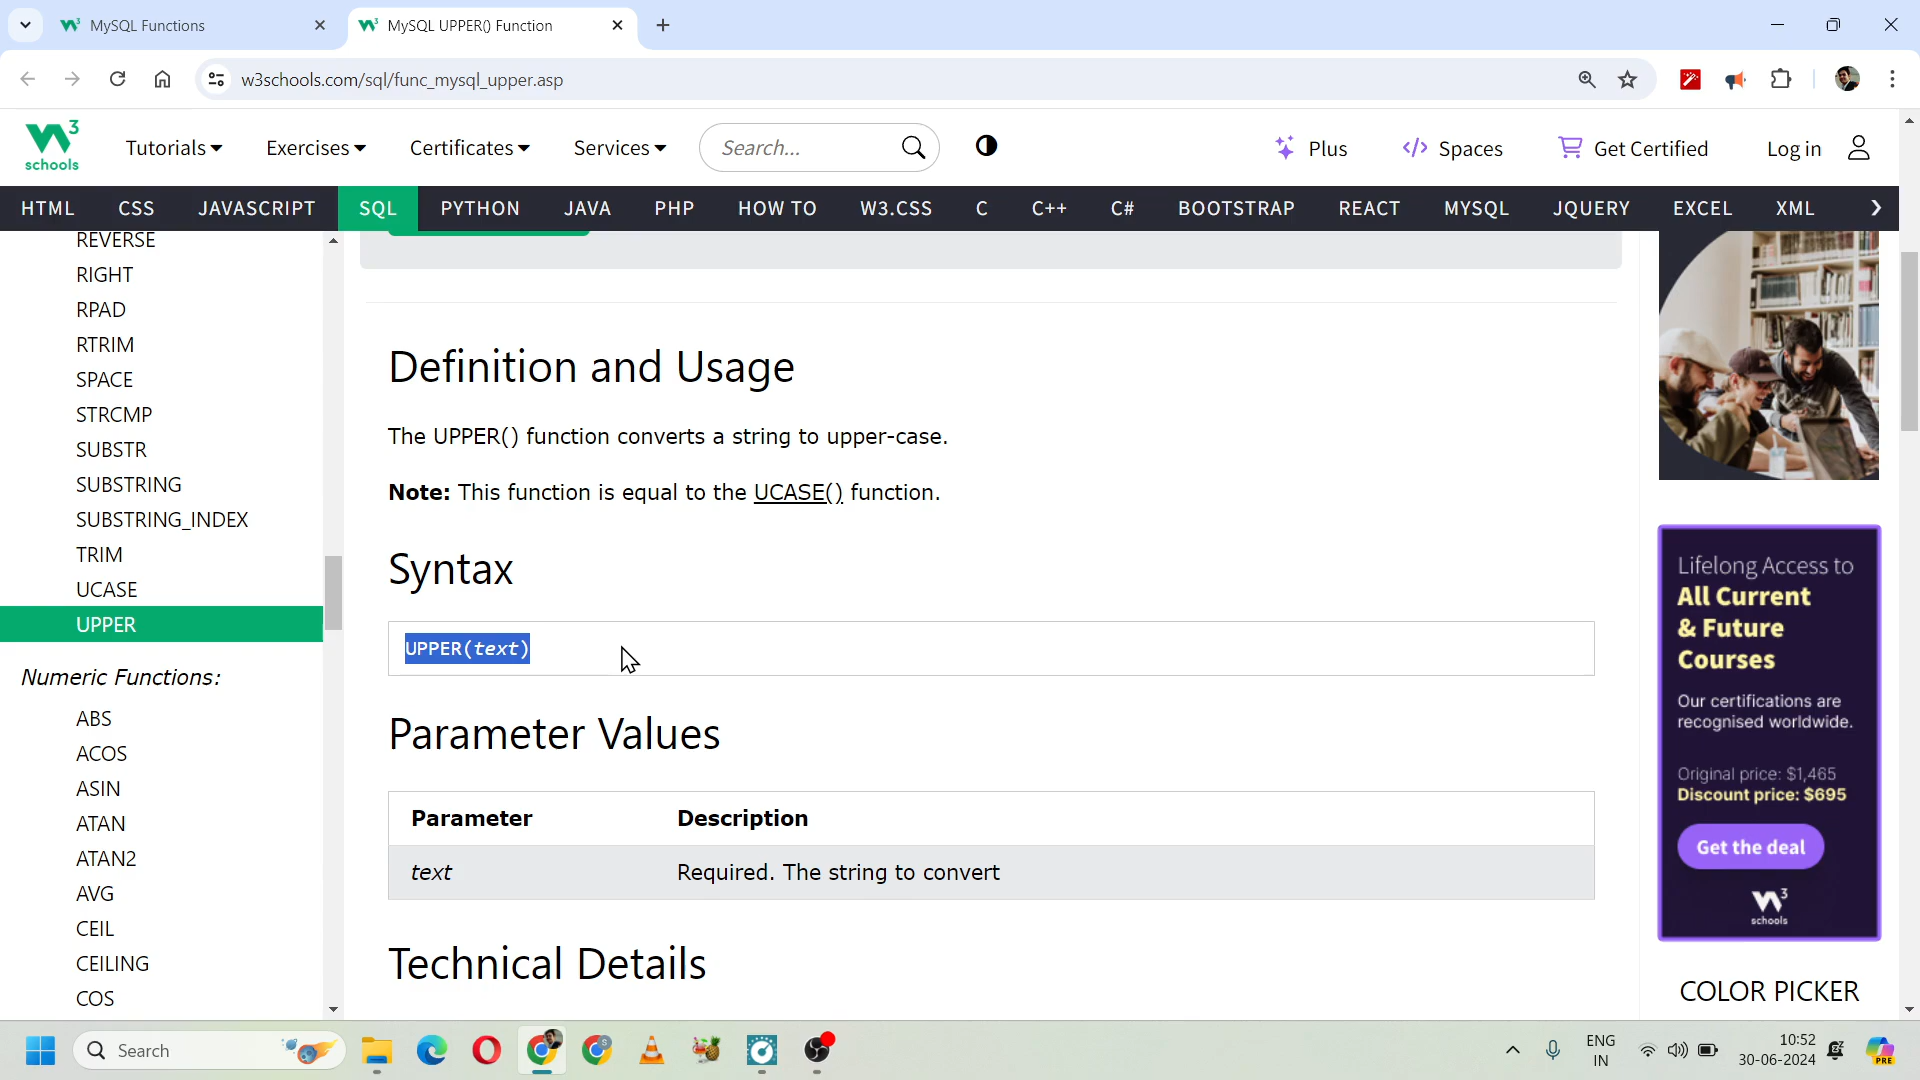 MySQL Functions
MySQL UPPER() Function
w3schools.com/sql/func_mysql_upper.asp
W3
schools
Tutorials
Exercises
Certificates
Services
Search...
Plus
</> Spaces
Get Certified
Log in
HTML
CSS
JAVASCRIPT
SQL
PYTHON
JAVA
PHP
HOW TO
W3.CSS
C
C++
C#
BOOTSTRAP
REACT
MYSQL
JQUERY
EXCEL
XML
REVERSE
RIGHT
RPAD
RTRIM
SPACE
STRCMP
SUBSTR
SUBSTRING
SUBSTRING_INDEX
TRIM
UCASE
UPPER
Numeric Functions:
ABS
ACOS
ASIN
ATAN
ATAN2
AVG
CEIL
CEILING
COS
Definition and Usage
The UPPER() function converts a string to upper-case.
Note: This function is equal to the UCASE() function.
Syntax
UPPER(text)
Parameter Values
Parameter Description
text Required. The string to convert
Technical Details
Lifelong Access to
All Current
& Future
Courses
Our certifications are
recognised worldwide.
Original price: $1,465
Discount price: $695
Get the deal
W3
schools
COLOR PICKER
Search
S
ENG
IN
10:52
30-06-2024
PRE